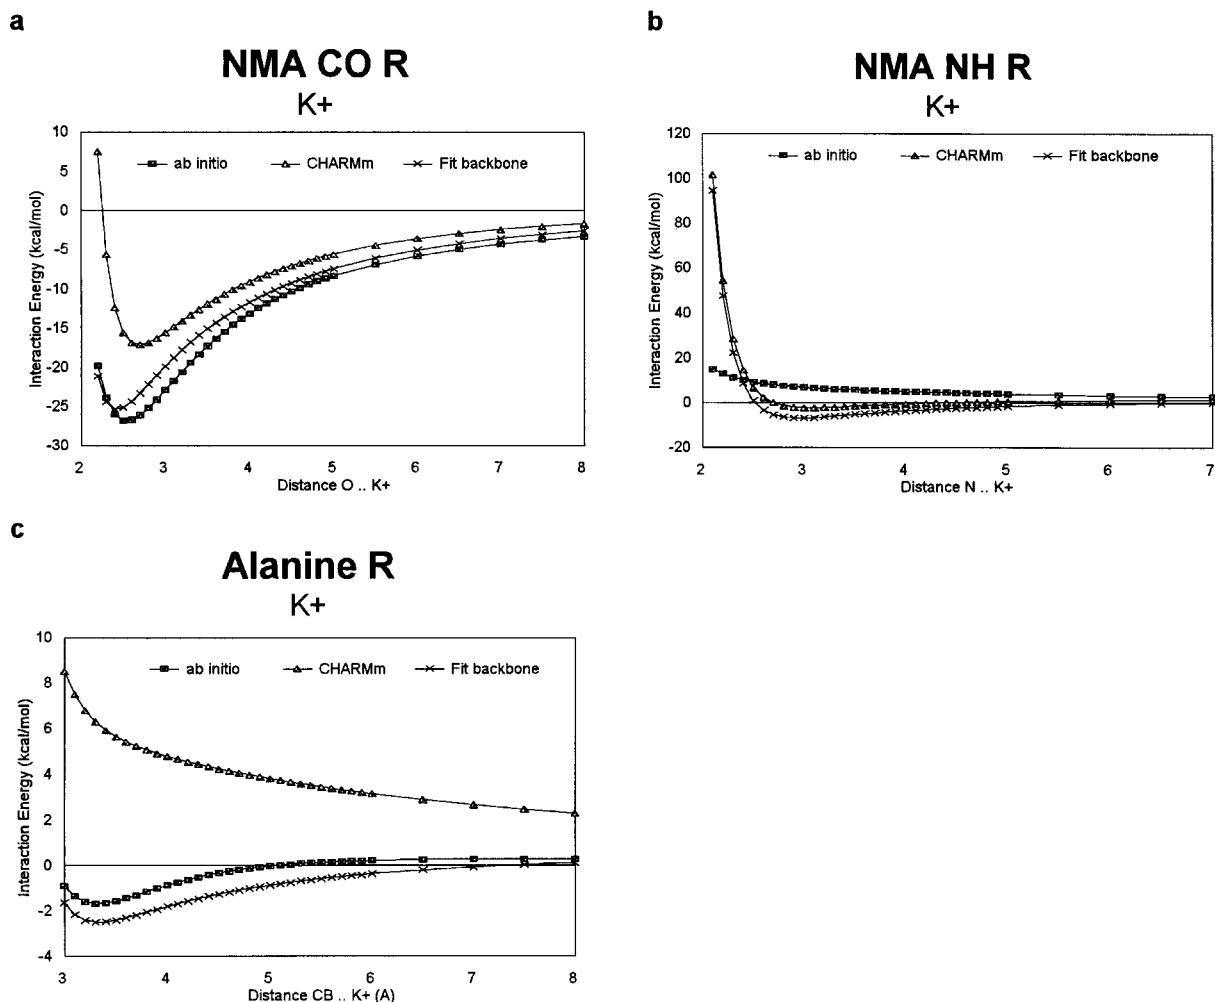 a
NMA CO R
K+
10
5
0
-5
-10
-15
-20
-25
-30
Interaction Energy (kcal/mol)
ab initio CHARMm Fit backbone
2 3 4 5 6 7 8
Distance O .. K+
b
NMA NH R
K+
120
100
80
60
40
20
0
-20
Interaction Energy (kcal/mol)
ab initio CHARMm Fit backbone
2 3 4 5 6 7
Distance N .. K+
c
Alanine R
K+
10
8
6
4
2
0
-2
-4
Interaction Energy (kcal/mol)
ab initio CHARMm Fit backbone
3 4 5 6 7 8
Distance CB .. K+ (A)